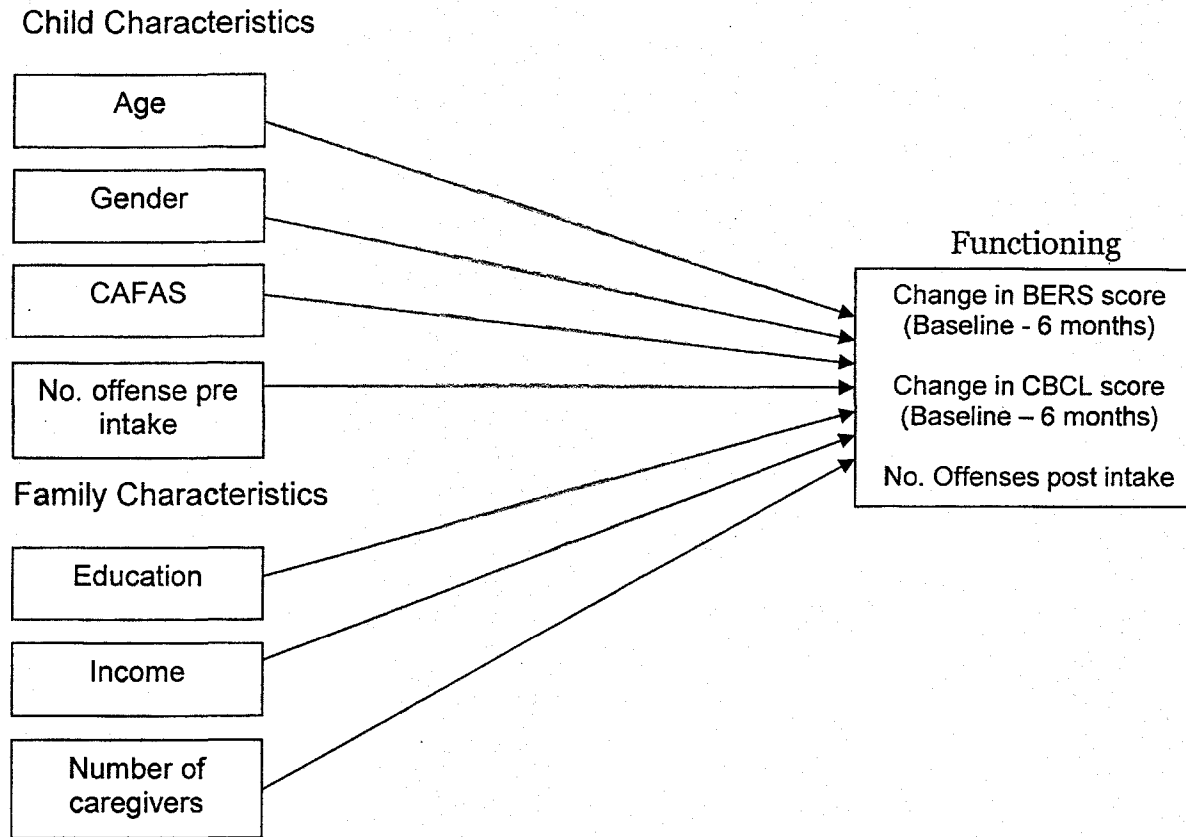 Child Characteristics
Age
Gender
CAFAS
No. offense pre
intake
Family Characteristics
Education
Income
Number of
caregivers
Functioning
Change in BERS score
(Baseline - 6 months)
Change in CBCL score
(Baseline – 6 months)
No. Offenses post intake